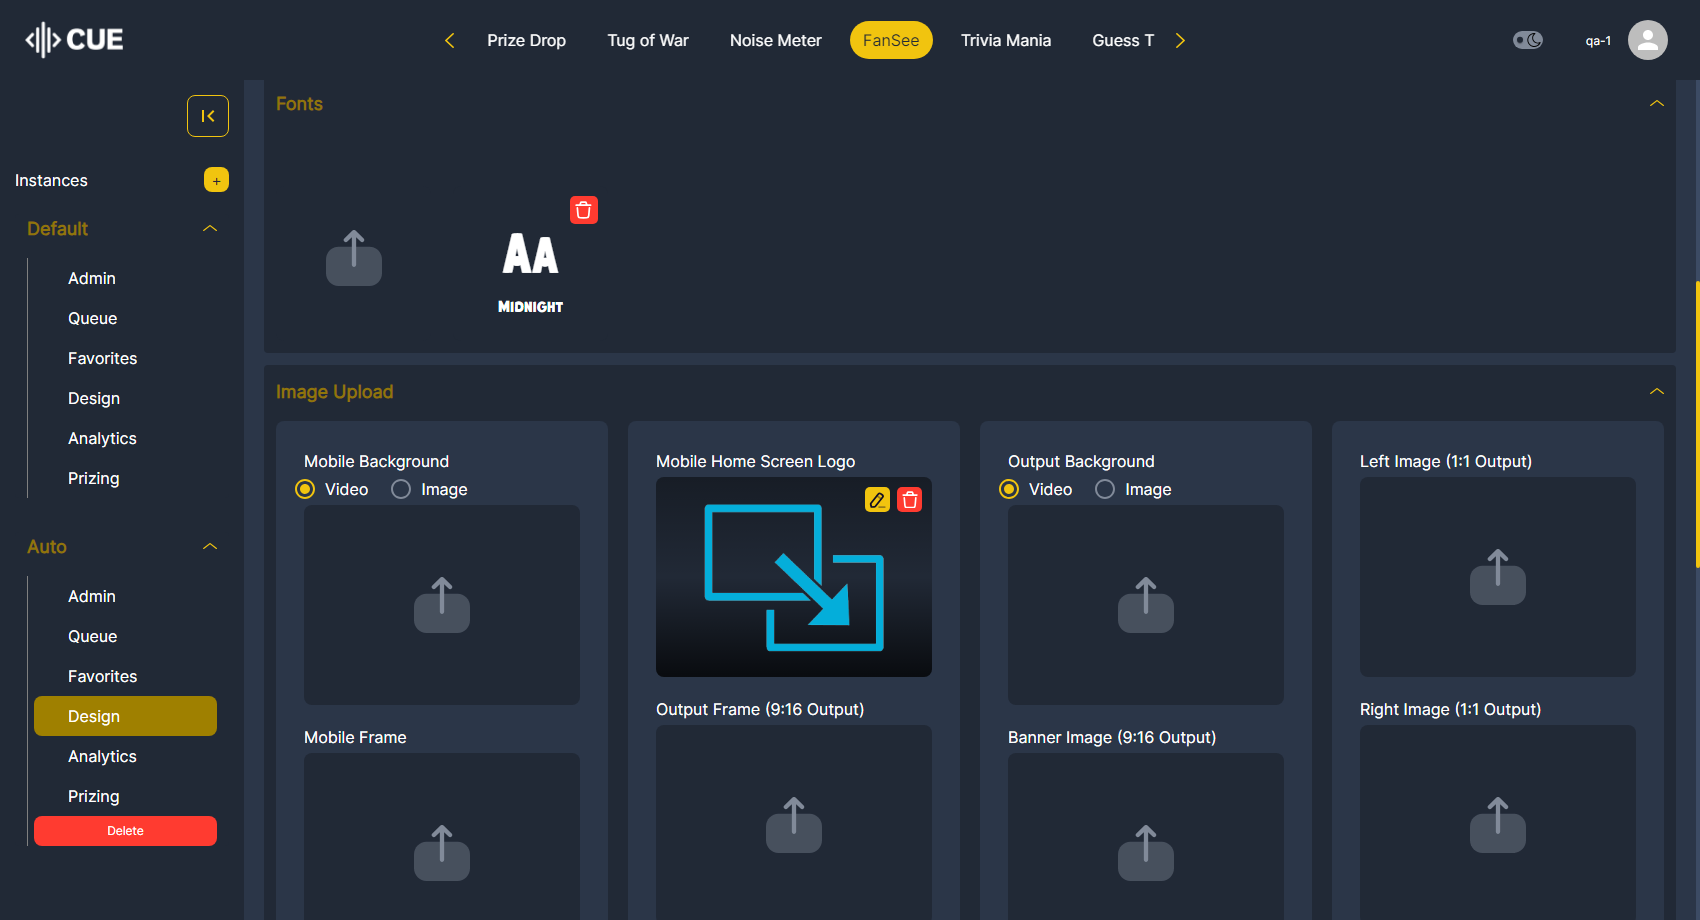 CUE
Prize Drop
Tug of War
Noise Meter
FanSee
Trivia Mania
Guess T
qa-1
Instances
+
Default
Admin
Queue
Favorites
Design
Analytics
Prizing
Auto
Admin
Queue
Favorites
Design
Analytics
Prizing
Delete
Fonts
AA
MIDNIGHT
Image Upload
Mobile Background
Video
Image
Mobile Frame
Mobile Home Screen Logo
Output Frame (9:16 Output)
Output Background
Video
Image
Banner Image (9:16 Output)
Left Image (1:1 Output)
Right Image (1:1 Output)